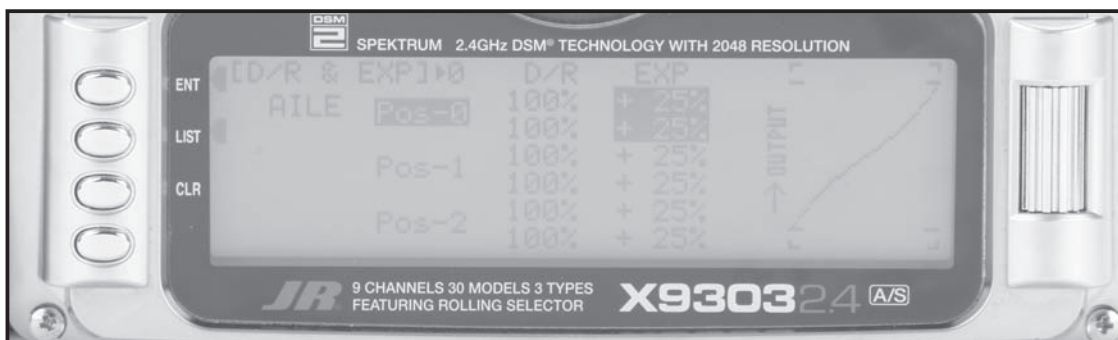 DSM
2 SPEKTRUM 2.4GHz DSM® TECHNOLOGY WITH 2048 RESOLUTION
ENT
LIST
CLR
[D/R & EXP]▸0 D/R EXP
AILE Pos-0 100% + 25%
100% + 25%
Pos-1 100% + 25%
100% + 25%
Pos-2 100% + 25%
100% + 25%
→ OUTPUT
JR 9 CHANNELS 30 MODELS 3 TYPES
FEATURING ROLLING SELECTOR
X9303 2.4 A/S